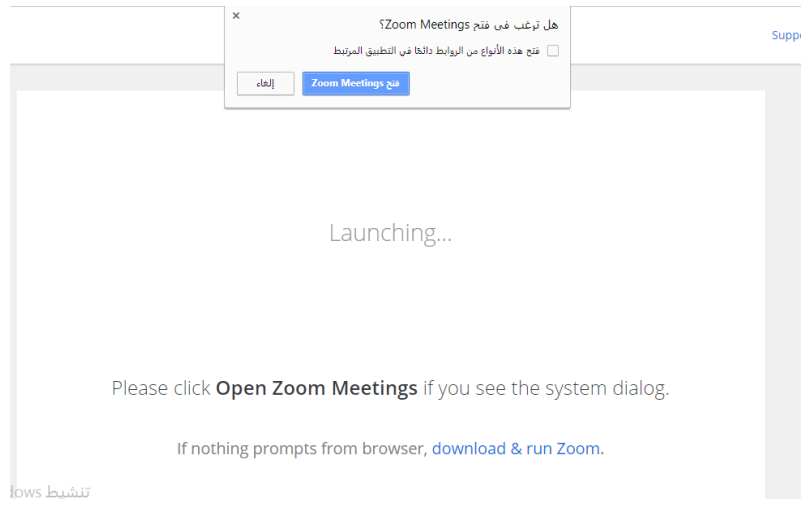 هل ترغب في فتح Zoom Meetings؟
فتح هذه الأنواع من الروابط دائمًا في التطبيق المرتبط
فتح Zoom Meetings
إلغاء
Launching...
Please click Open Zoom Meetings if you see the system dialog.
If nothing prompts from browser, download & run Zoom.
تنشيط